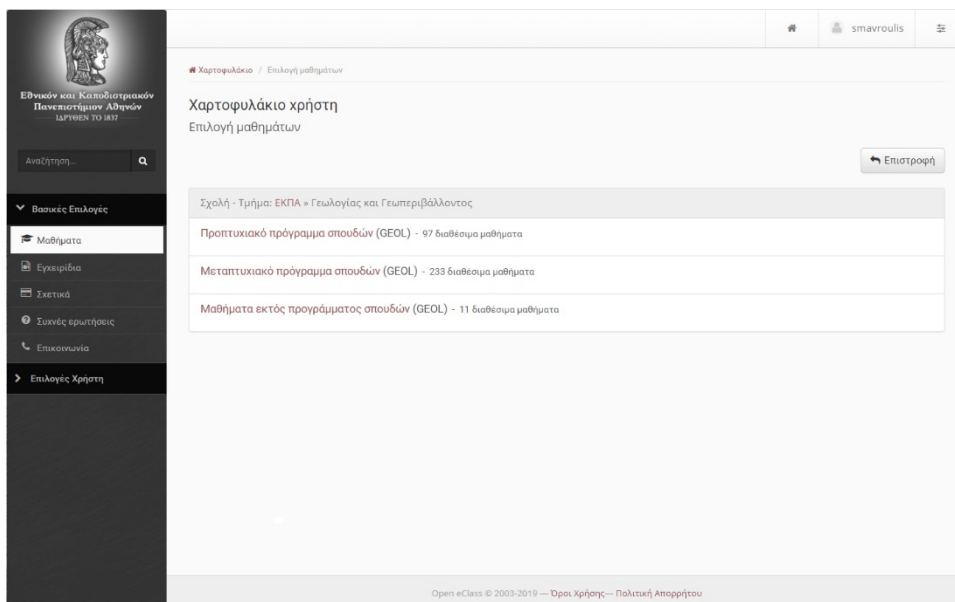 Εθνικόν και Καποδιστριακόν
Πανεπιστήμιον Αθηνών
ΙΔΡΥΘΕΝ ΤΟ 1837
Αναζήτηση...
Βασικές Επιλογές
Μαθήματα
Εγχειρίδια
Σχετικά
Συχνές ερωτήσεις
Επικοινωνία
Επιλογές Χρήστη
smavroulis
Χαρτοφυλάκιο / Επιλογή μαθημάτων
Χαρτοφυλάκιο χρήστη
Επιλογή μαθημάτων
Επιστροφή
Σχολή - Τμήμα: ΕΚΠΑ » Γεωλογίας και Γεωπεριβάλλοντος
Προπτυχιακό πρόγραμμα σπουδών (GEOL) - 97 διαθέσιμα μαθήματα
Μεταπτυχιακό πρόγραμμα σπουδών (GEOL) - 233 διαθέσιμα μαθήματα
Μαθήματα εκτός προγράμματος σπουδών (GEOL) - 11 διαθέσιμα μαθήματα
Open eClass © 2003-2019 — Όροι Χρήσης— Πολιτική Απορρήτου